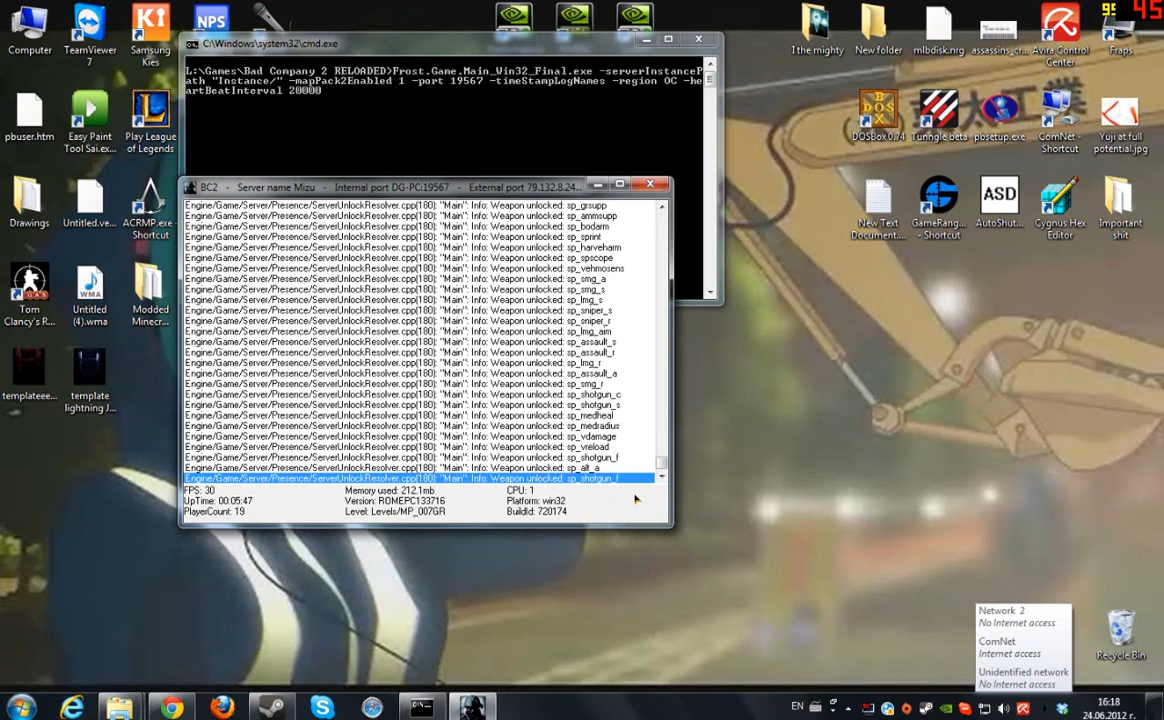 C:\Windows\system32\cmd.exe
L:\Games\Bad Company 2 RELOADED>Frost.Game.Main_Win32_Final.exe -serverInstanceP
ath "Instance/" -mapPack2Enabled 1 -port 19567 -timeStampLogNames -region OC -he
artBeatInterval 20000
BC2 - Server name Mizu - Internal port DG-PC:19567 - External port 79.132.8.24...
Engine/Game/Server/Presence/ServerUnlockResolver.cpp(180): "Main": Info: Weapon unlocked: sp_grsupp
Engine/Game/Server/Presence/ServerUnlockResolver.cpp(180): "Main": Info: Weapon unlocked: sp_ammsupp
Engine/Game/Server/Presence/ServerUnlockResolver.cpp(180): "Main": Info: Weapon unlocked: sp_bodarm
Engine/Game/Server/Presence/ServerUnlockResolver.cpp(180): "Main": Info: Weapon unlocked: sp_sprint
Engine/Game/Server/Presence/ServerUnlockResolver.cpp(180): "Main": Info: Weapon unlocked: sp_harveharm
Engine/Game/Server/Presence/ServerUnlockResolver.cpp(180): "Main": Info: Weapon unlocked: sp_spscope
Engine/Game/Server/Presence/ServerUnlockResolver.cpp(180): "Main": Info: Weapon unlocked: sp_vehmosens
Engine/Game/Server/Presence/ServerUnlockResolver.cpp(180): "Main": Info: Weapon unlocked: sp_smg_a
Engine/Game/Server/Presence/ServerUnlockResolver.cpp(180): "Main": Info: Weapon unlocked: sp_smg_s
Engine/Game/Server/Presence/ServerUnlockResolver.cpp(180): "Main": Info: Weapon unlocked: sp_lmg_s
Engine/Game/Server/Presence/ServerUnlockResolver.cpp(180): "Main": Info: Weapon unlocked: sp_sniper_s
Engine/Game/Server/Presence/ServerUnlockResolver.cpp(180): "Main": Info: Weapon unlocked: sp_sniper_r
Engine/Game/Server/Presence/ServerUnlockResolver.cpp(180): "Main": Info: Weapon unlocked: sp_lmg_aim
Engine/Game/Server/Presence/ServerUnlockResolver.cpp(180): "Main": Info: Weapon unlocked: sp_assault_s
Engine/Game/Server/Presence/ServerUnlockResolver.cpp(180): "Main": Info: Weapon unlocked: sp_assault_r
Engine/Game/Server/Presence/ServerUnlockResolver.cpp(180): "Main": Info: Weapon unlocked: sp_lmg_r
Engine/Game/Server/Presence/ServerUnlockResolver.cpp(180): "Main": Info: Weapon unlocked: sp_assault_a
Engine/Game/Server/Presence/ServerUnlockResolver.cpp(180): "Main": Info: Weapon unlocked: sp_smg_r
Engine/Game/Server/Presence/ServerUnlockResolver.cpp(180): "Main": Info: Weapon unlocked: sp_shotgun_c
Engine/Game/Server/Presence/ServerUnlockResolver.cpp(180): "Main": Info: Weapon unlocked: sp_shotgun_s
Engine/Game/Server/Presence/ServerUnlockResolver.cpp(180): "Main": Info: Weapon unlocked: sp_medheal
Engine/Game/Server/Presence/ServerUnlockResolver.cpp(180): "Main": Info: Weapon unlocked: sp_medradius
Engine/Game/Server/Presence/ServerUnlockResolver.cpp(180): "Main": Info: Weapon unlocked: sp_vdamage
Engine/Game/Server/Presence/ServerUnlockResolver.cpp(180): "Main": Info: Weapon unlocked: sp_vreload
Engine/Game/Server/Presence/ServerUnlockResolver.cpp(180): "Main": Info: Weapon unlocked: sp_shotgun_f
Engine/Game/Server/Presence/ServerUnlockResolver.cpp(180): "Main": Info: Weapon unlocked: sp_alt_a
Engine/Game/Server/Presence/ServerUnlockResolver.cpp(180): "Main": Info: Weapon unlocked: sp_shotgun_f
FPS: 30 Memory used: 212.1mb CPU: 1
UpTime: 00:05:47 Version: ROMEPC133716 Platform: win32
PlayerCount: 19 Level: Levels/MP_007GR BuildId: 720174
Computer
TeamViewer
7
Samsung
Kies
NPS
pbuser.htm
Easy Paint
Tool Sai.ex...
Play League
of Legends
Drawings
Untitled.ve...
ACRMP.exe -
Shortcut
Tom
Clancy's R...
Untitled
(4).wma
Modded
Minecr...
templateee...
template
lightning J...
I the mighty
New folder
mlbdisk.nrg
assassins_cr...
Avira Control
Center
Fraps
45
DOSBox 0.74
Tunngle beta
pbsetup.exe
ComNet -
Shortcut
Yuji at full
potential.jpg
New Text
Document....
GameRang...
- Shortcut
ASD
AutoShut...
Cygnus Hex
Editor
Important
shit
Network 2
No Internet access
ComNet
Internet access
Unidentified network
No Internet access
Recycle Bin
EN
16:18
24.06.2012 г.